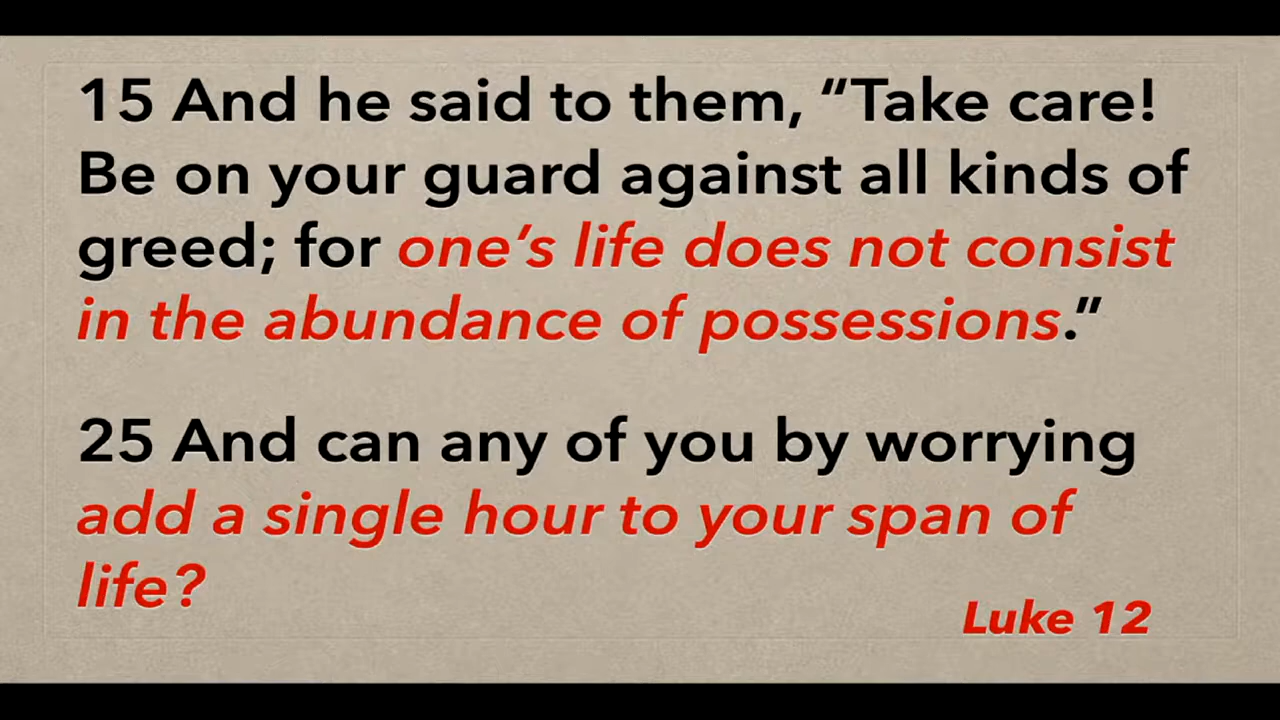 15 And he said to them, “Take care!
Be on your guard against all kinds of
greed; for one’s life does not consist
in the abundance of possessions.”
25 And can any of you by worrying
add a single hour to your span of
life?
Luke 12